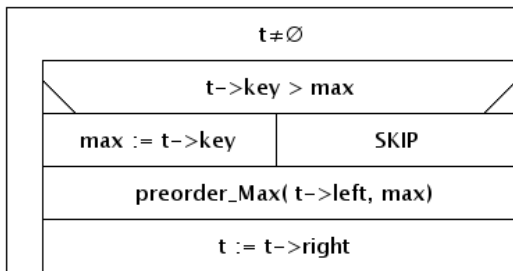 t≠∅
t->key > max
max := t->key
SKIP
preorder_Max( t->left, max)
t := t->right